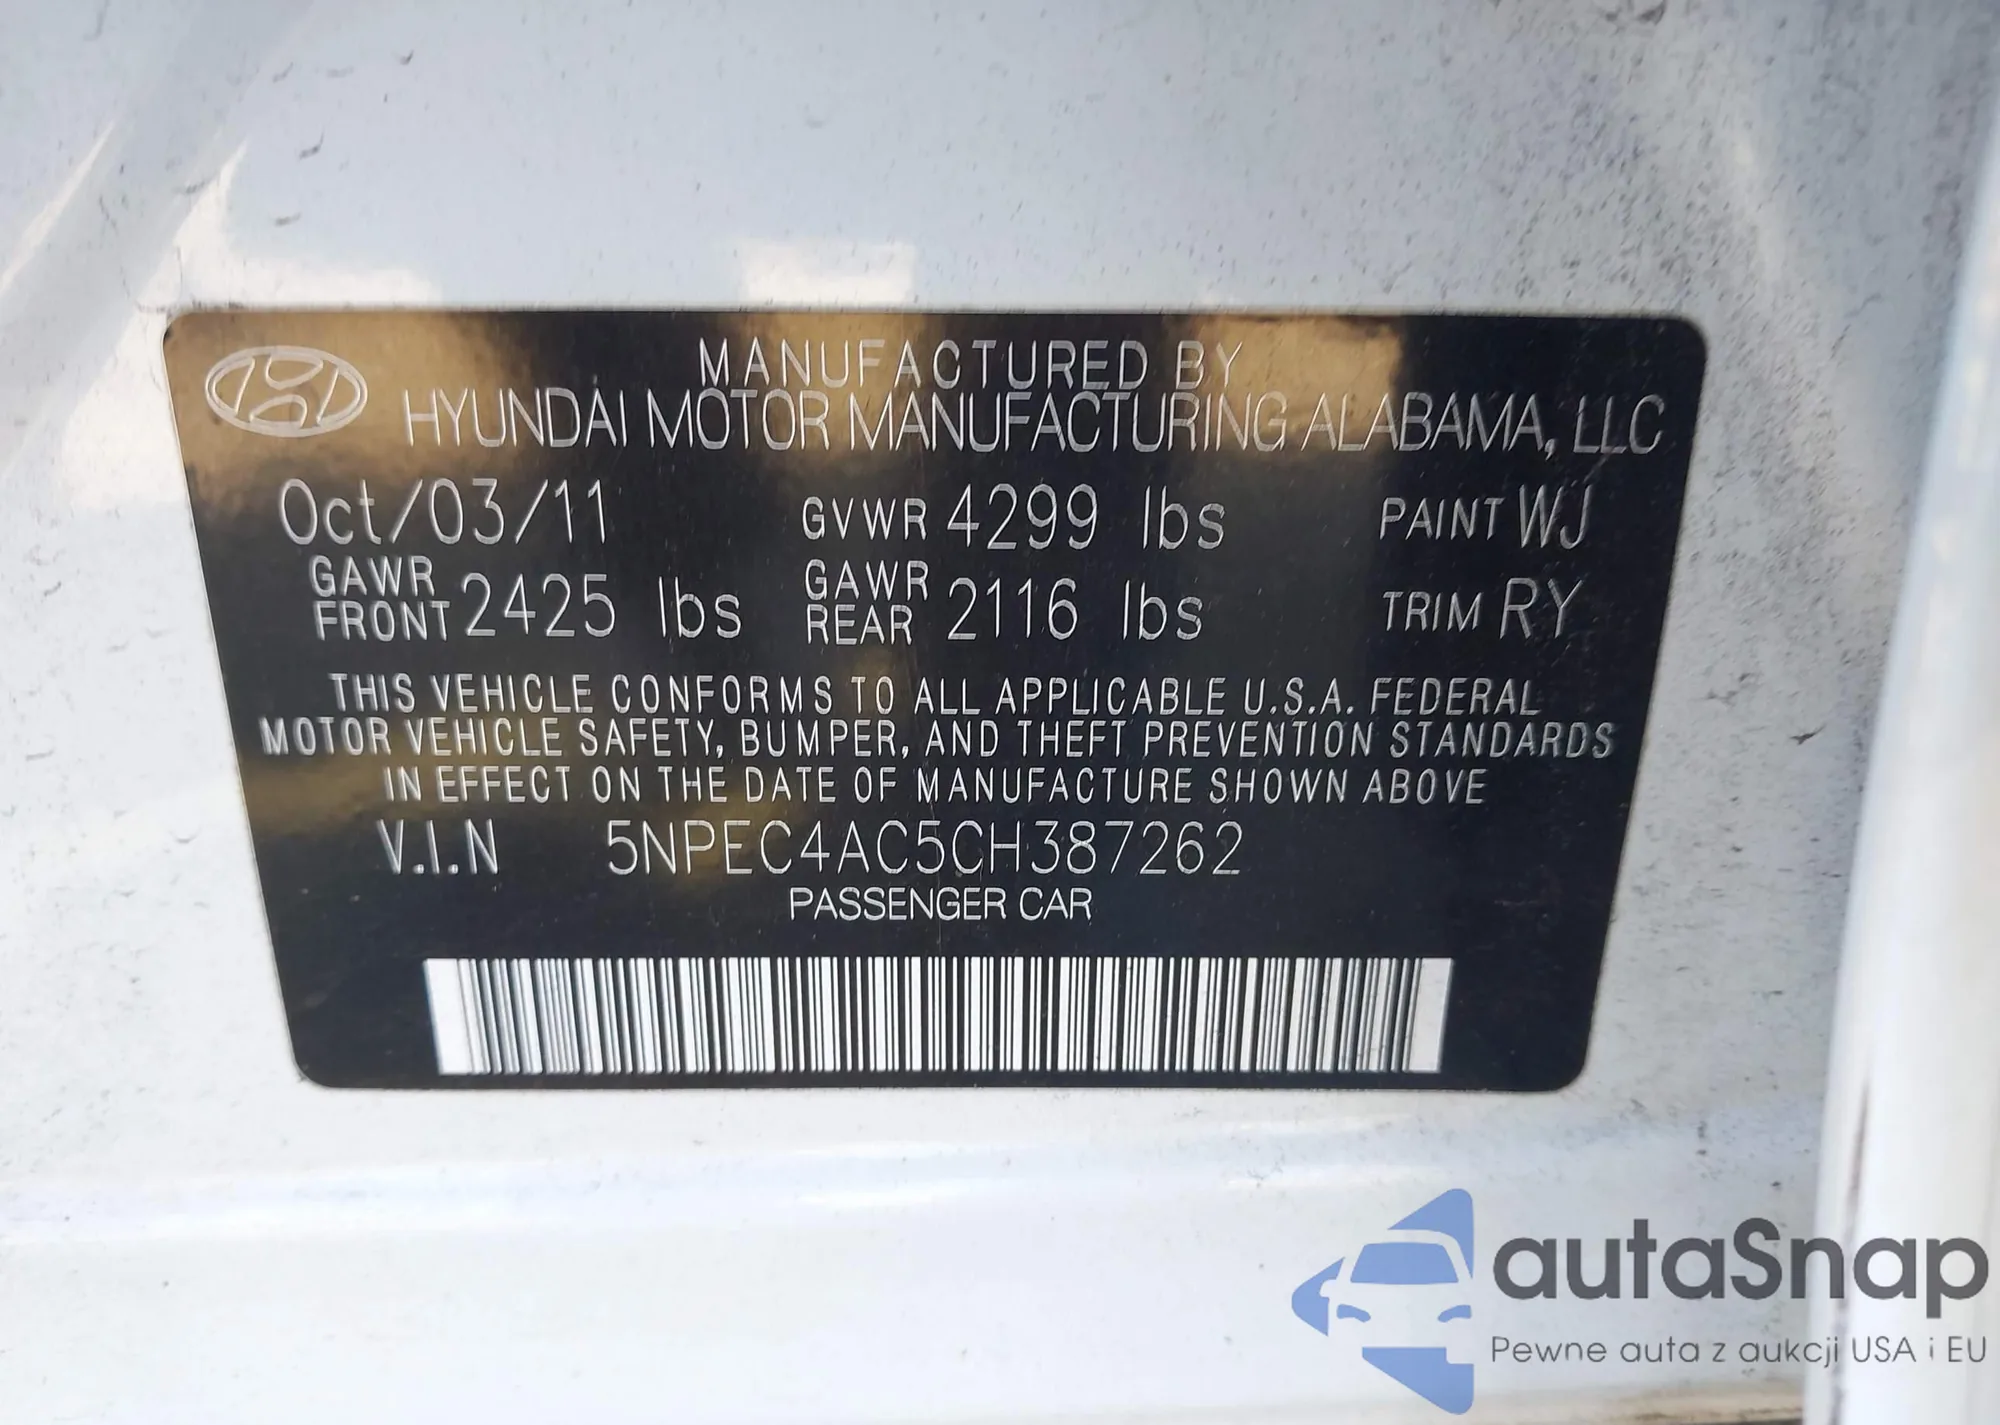 MANUFACTURED BY
HYUNDAI MOTOR MANUFACTURING ALABAMA, LLC
Oct/03/11 GVWR 4299 lbs PAINT WJ
GAWR FRONT 2425 lbs GAWR REAR 2116 lbs TRIM RY
THIS VEHICLE CONFORMS TO ALL APPLICABLE U.S.A. FEDERAL
MOTOR VEHICLE SAFETY, BUMPER, AND THEFT PREVENTION STANDARDS
IN EFFECT ON THE DATE OF MANUFACTURE SHOWN ABOVE
V.I.N 5NPEC4AC5CH387262
PASSENGER CAR
autaSnap
Pewne auta z aukcji USA i EU